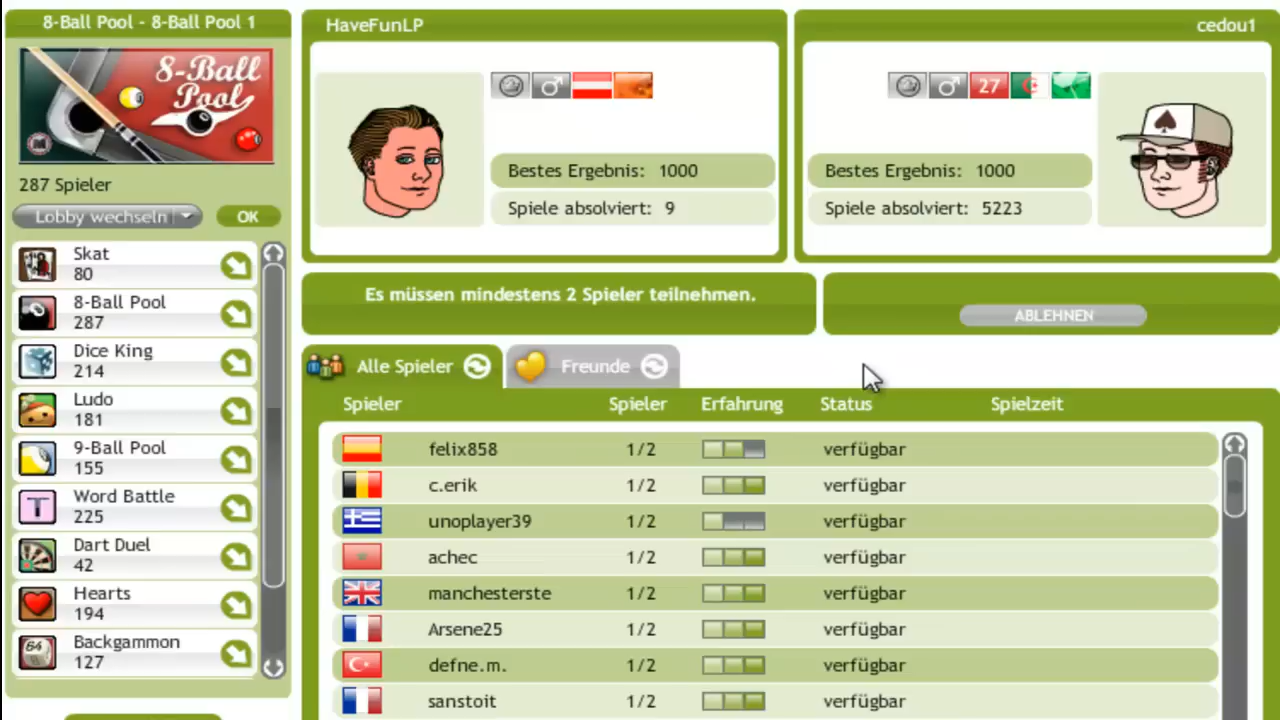 8-Ball Pool - 8-Ball Pool 1
8-Ball
Pool
287 Spieler
Lobby wechseln
OK
Skat
80
8-Ball Pool
287
Dice King
214
Ludo
181
9-Ball Pool
155
T
Word Battle
225
Dart Duel
42
Hearts
194
64
Backgammon
127
HaveFunLP
Bestes Ergebnis: 1000
Spiele absolviert: 9
cedou1
27
Bestes Ergebnis: 1000
Spiele absolviert: 5223
Es müssen mindestens 2 Spieler teilnehmen.
ABLEHNEN
Alle Spieler
Freunde
Spieler Spieler Erfahrung Status Spielzeit
felix858 1/2 verfügbar
c.erik 1/2 verfügbar
unoplayer39 1/2 verfügbar
achec 1/2 verfügbar
manchesterste 1/2 verfügbar
Arsene25 1/2 verfügbar
defne.m. 1/2 verfügbar
sanstoit 1/2 verfügbar